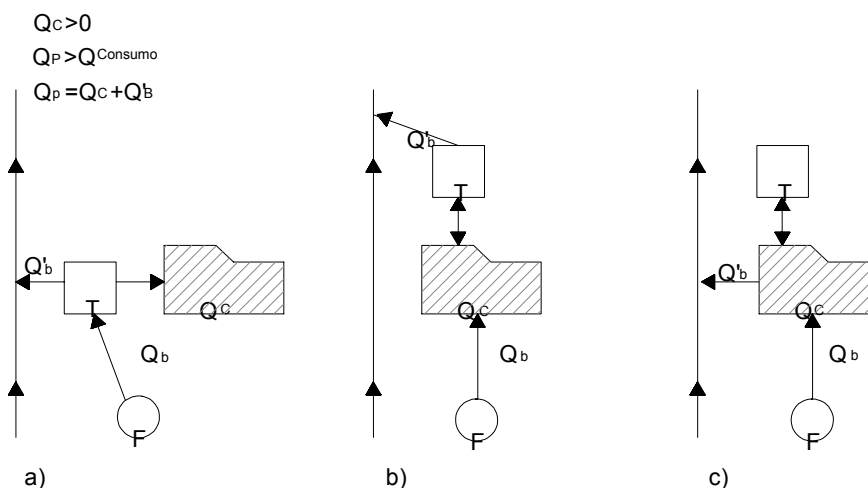 QC>0
QP>QConsumo
Qp=QC+Q'B
Q'b
T
Q'b
T
T
Q'b
QC
QC
QC
Qb
Qb
Qb
F
F
F
a)
b)
c)